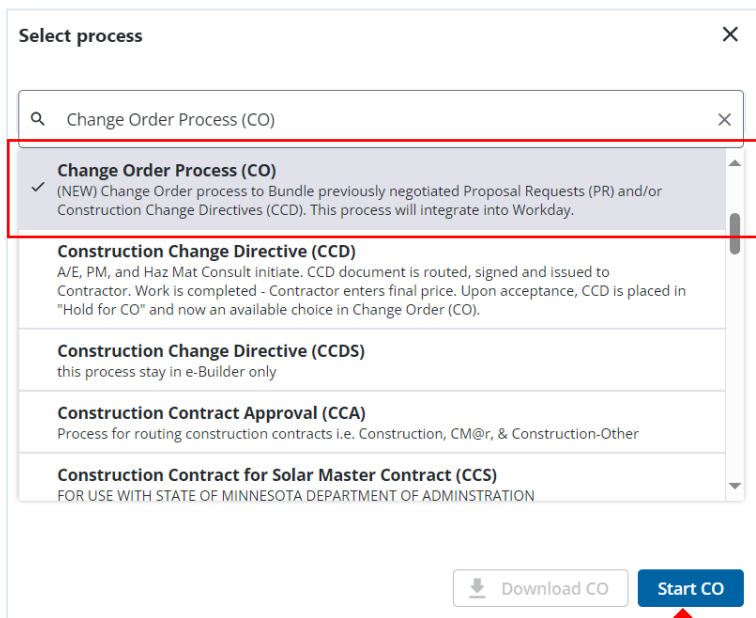 Select process
Change Order Process (CO)
Change Order Process (CO)
(NEW) Change Order process to Bundle previously negotiated Proposal Requests (PR) and/or
Construction Change Directives (CCD). This process will integrate into Workday.
Construction Change Directive (CCD)
A/E, PM, and Haz Mat Consult initiate. CCD document is routed, signed and issued to
Contractor. Work is completed - Contractor enters final price. Upon acceptance, CCD is placed in
"Hold for CO" and now an available choice in Change Order (CO).
Construction Change Directive (CCDS)
this process stay in e-Builder only
Construction Contract Approval (CCA)
Process for routing construction contracts i.e. Construction, CM@r, & Construction-Other
Construction Contract for Solar Master Contract (CCS)
FOR USE WITH STATE OF MINNESOTA DEPARTMENT OF ADMINSTRATION
Download CO
Start CO